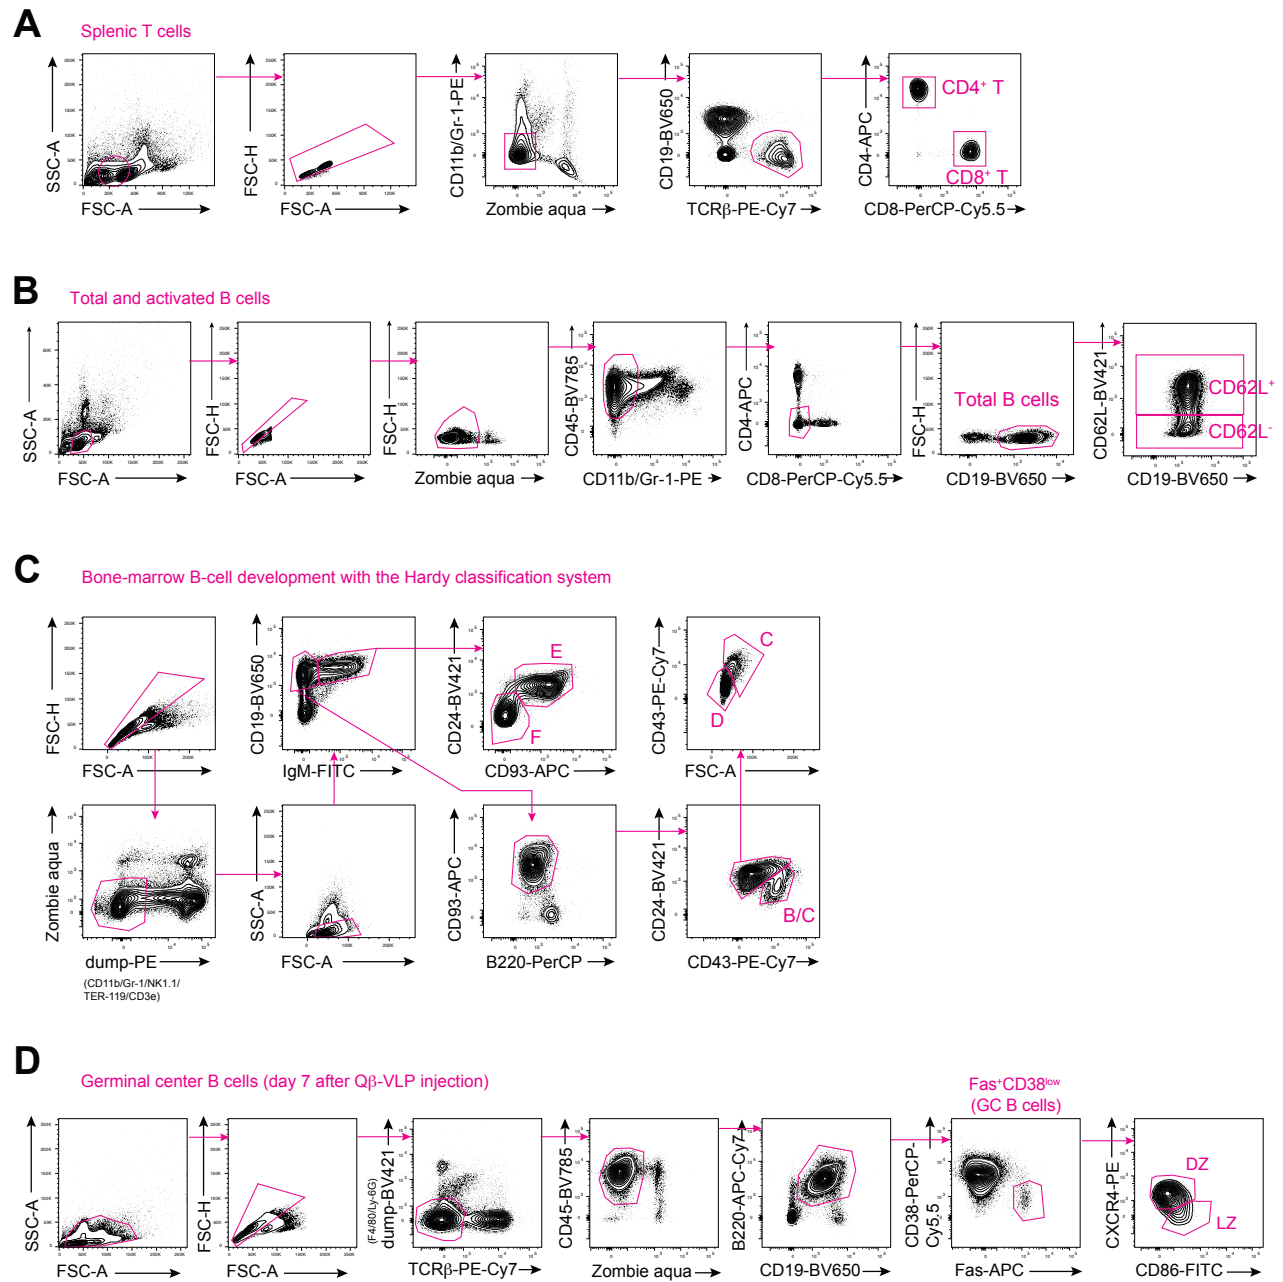 A
Splenic T cells
SSC-A
FSC-A
FSC-H
FSC-A
CD11b/Gr-1-PE
Zombie aqua
CD19-BV650
TCRβ-PE-Cy7
CD4-APC
CD8-PerCP-Cy5.5
CD4⁺ T
CD8⁺ T
B
Total and activated B cells
SSC-A
FSC-A
FSC-H
FSC-A
FSC-H
Zombie aqua
CD45-BV785
CD11b/Gr-1-PE
CD4-APC
CD8-PerCP-Cy5.5
FSC-H
Total B cells
CD19-BV650
CD62L-BV421
CD62L⁺
CD62L⁻
CD19-BV650
C
Bone-marrow B-cell development with the Hardy classification system
FSC-H
FSC-A
CD19-BV650
IgM-FITC
CD24-BV421
E
F
CD93-APC
CD43-PE-Cy7
C
D
FSC-A
Zombie aqua
dump-PE
(CD11b/Gr-1/NK1.1/
TER-119/CD3e)
SSC-A
FSC-A
CD93-APC
B220-PerCP
CD24-BV421
B/C
CD43-PE-Cy7
D
Germinal center B cells (day 7 after Qβ-VLP injection)
Fas⁺CD38ˡᵒʷ
(GC B cells)
SSC-A
FSC-A
FSC-H
FSC-A
(F4/80/Ly-6G)
dump-BV421
TCRβ-PE-Cy7
CD45-BV785
Zombie aqua
B220-APC-Cy7
CD19-BV650
CD38-PerCP-
Cy5.5
Fas-APC
CXCR4-PE
DZ
LZ
CD86-FITC